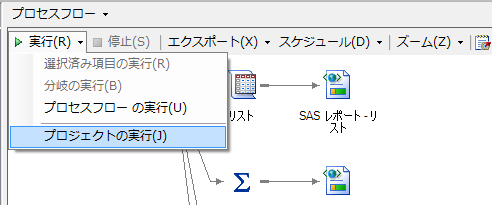 プロセスフロー
実行(R) 停止(S) エクスポート(X) スケジュール(D) ズーム(Z)
選択済み項目の実行(R)
分岐の実行(B)
プロセスフロー の実行(U)
プロジェクトの実行(J)
リスト
SAS レポート - リ
スト
Σ